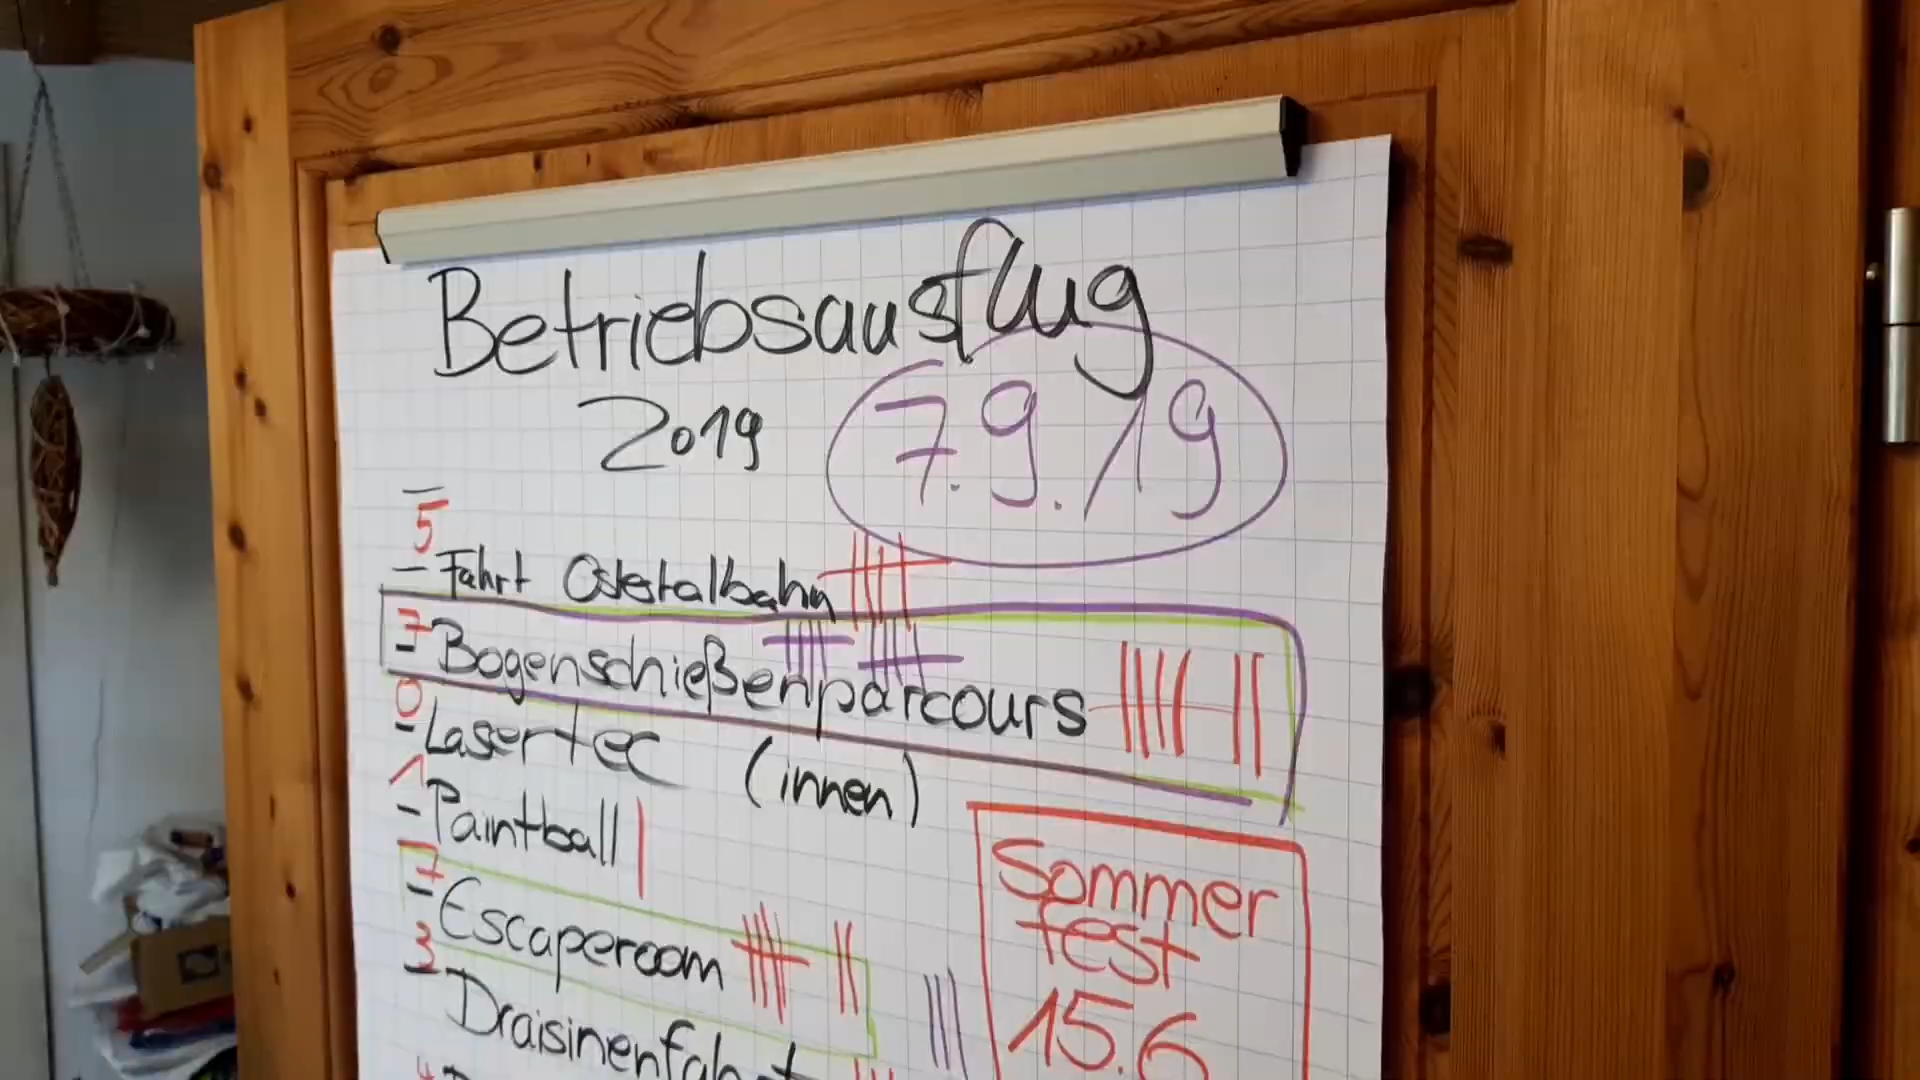 Betriebsausflug
2019
7.9.19
5
- Fahrt Ostertalbahn
7
- Bogenschießenparcours
0
- Lasertec (innen)
1
- Paintball
7
- Escaperoom
3
- Draisinenfahrt
Sommer
fest
15.6